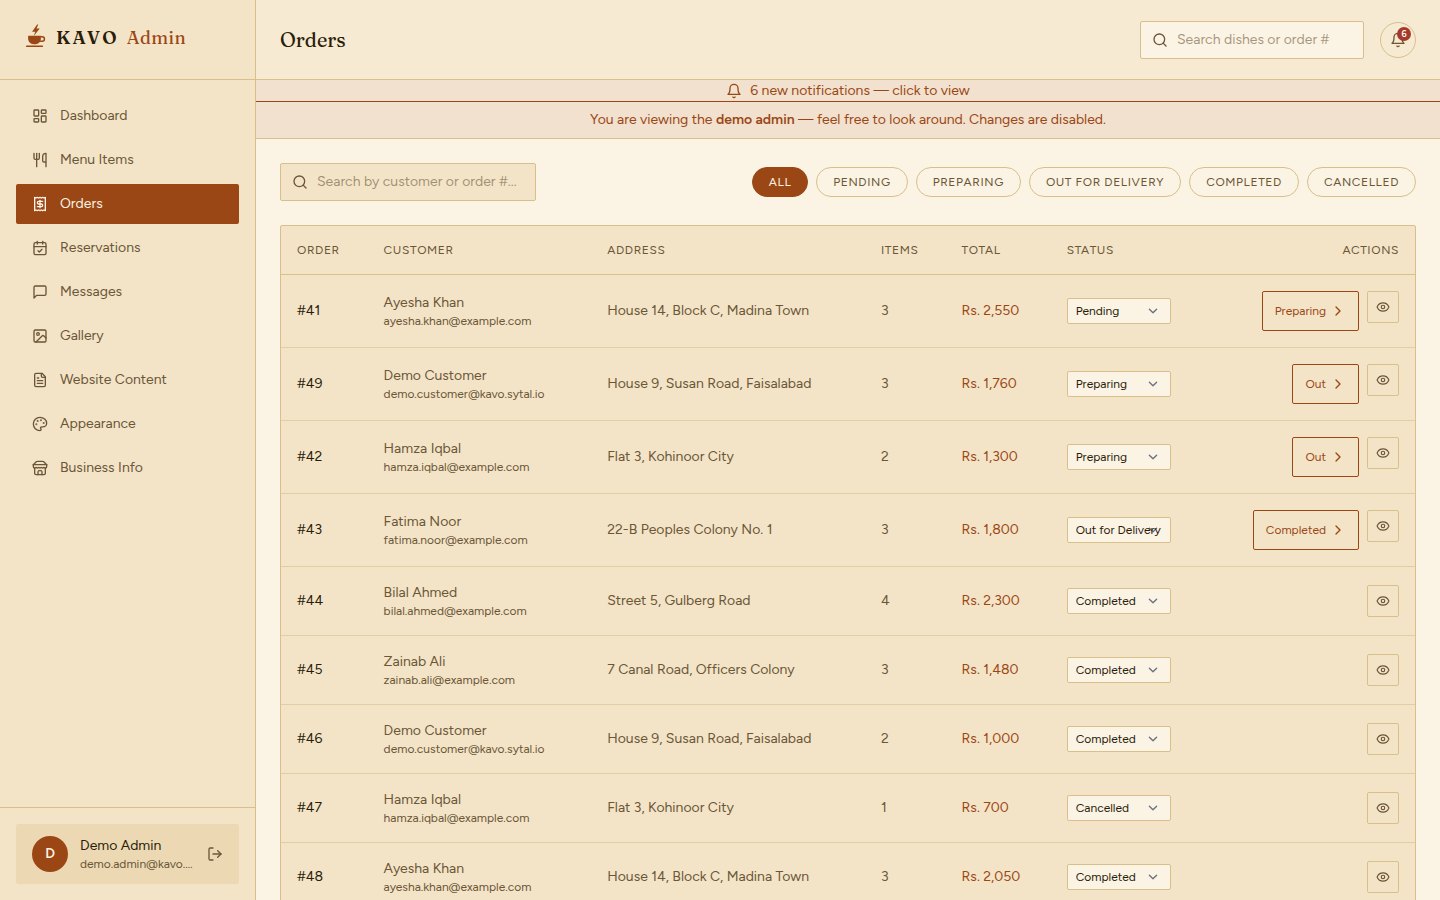 KAVO Admin
Orders
Search dishes or order #
6
6 new notifications — click to view
You are viewing the demo admin — feel free to look around. Changes are disabled.
Dashboard
Menu Items
Orders
Reservations
Messages
Gallery
Website Content
Appearance
Business Info
D
Demo Admin
demo.admin@kavo....
Search by customer or order #...
ALL PENDING PREPARING OUT FOR DELIVERY COMPLETED CANCELLED
ORDER CUSTOMER ADDRESS ITEMS TOTAL STATUS ACTIONS
#41 Ayesha Khan House 14, Block C, Madina Town 3 Rs. 2,550 Pending Preparing
ayesha.khan@example.com
#49 Demo Customer House 9, Susan Road, Faisalabad 3 Rs. 1,760 Preparing Out
demo.customer@kavo.sytal.io
#42 Hamza Iqbal Flat 3, Kohinoor City 2 Rs. 1,300 Preparing Out
hamza.iqbal@example.com
#43 Fatima Noor 22-B Peoples Colony No. 1 3 Rs. 1,800 Out for Delivery Completed
fatima.noor@example.com
#44 Bilal Ahmed Street 5, Gulberg Road 4 Rs. 2,300 Completed
bilal.ahmed@example.com
#45 Zainab Ali 7 Canal Road, Officers Colony 3 Rs. 1,480 Completed
zainab.ali@example.com
#46 Demo Customer House 9, Susan Road, Faisalabad 2 Rs. 1,000 Completed
demo.customer@kavo.sytal.io
#47 Hamza Iqbal Flat 3, Kohinoor City 1 Rs. 700 Cancelled
hamza.iqbal@example.com
#48 Ayesha Khan House 14, Block C, Madina Town 3 Rs. 2,050 Completed
ayesha.khan@example.com